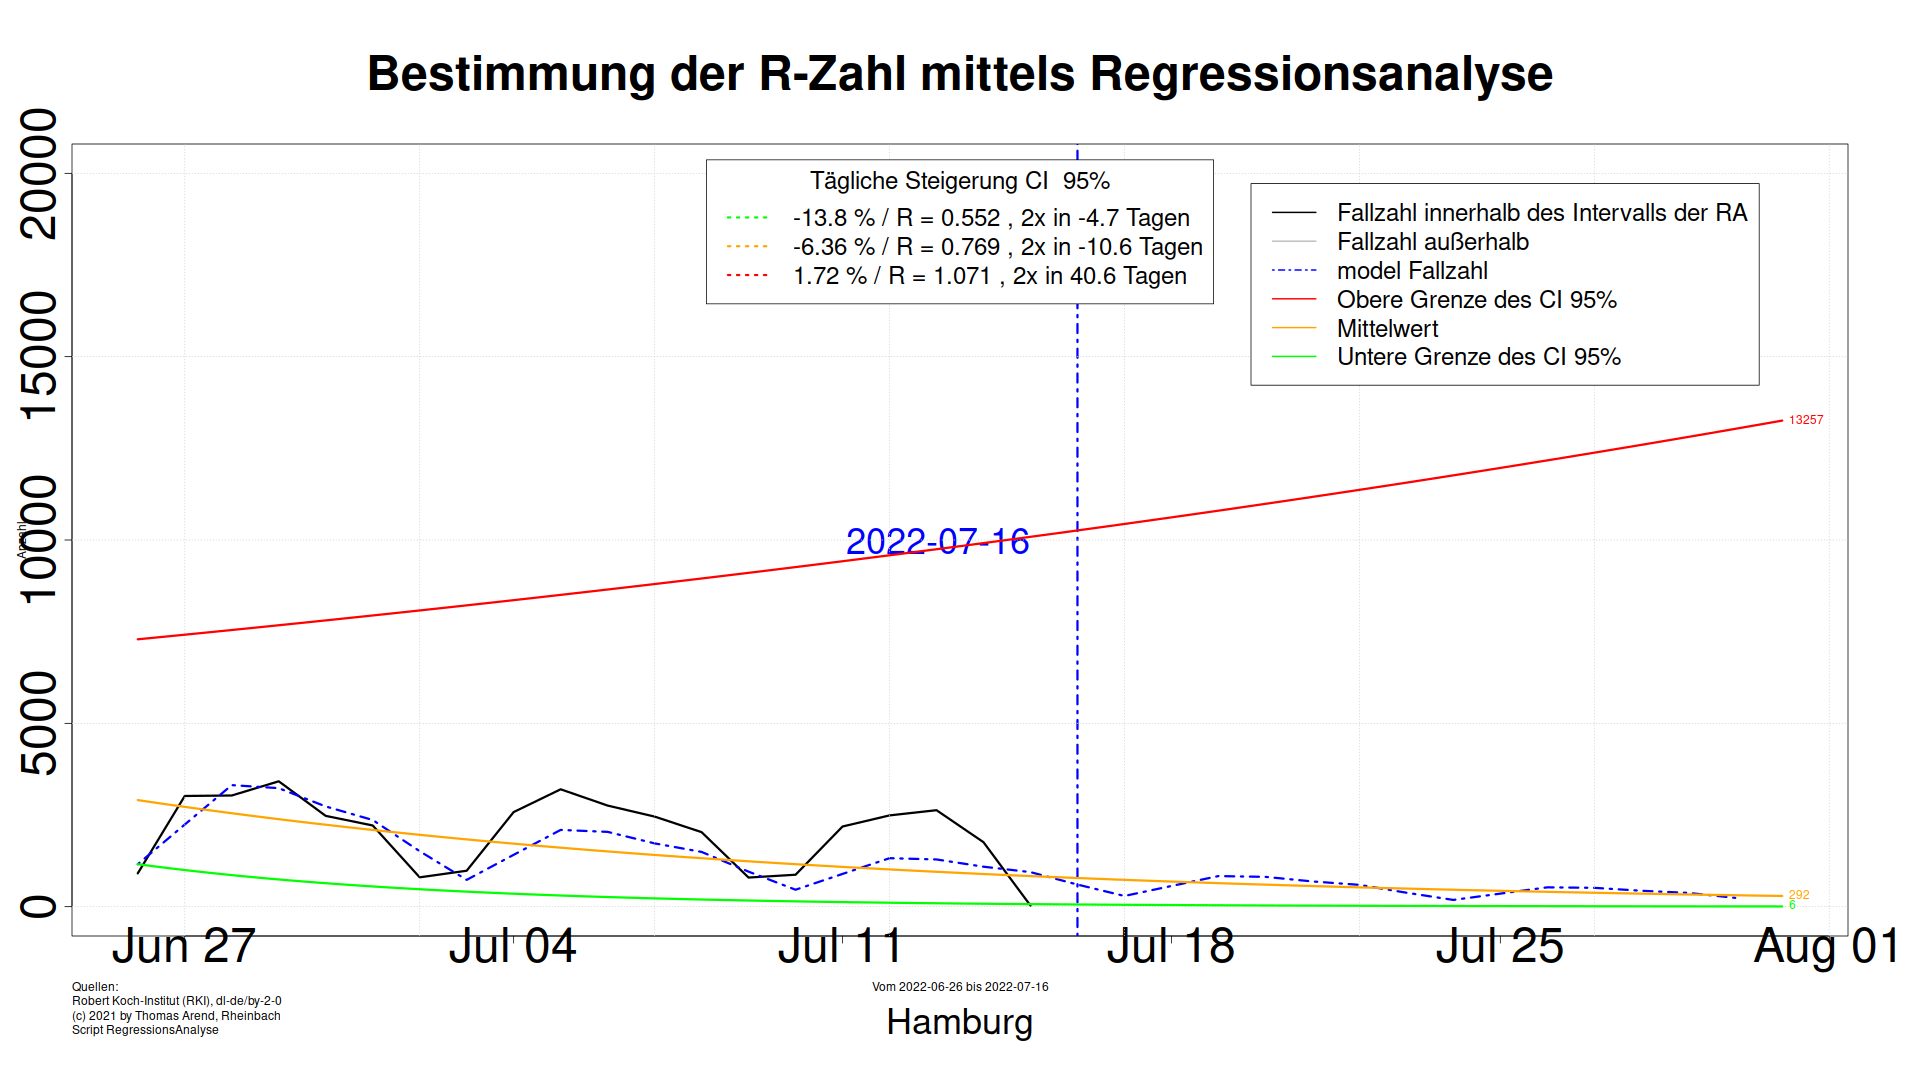 Bestimmung der R-Zahl mittels Regressionsanalyse
Tägliche Steigerung CI 95%
-13.8 % / R = 0.552 , 2x in -4.7 Tagen
-6.36 % / R = 0.769 , 2x in -10.6 Tagen
1.72 % / R = 1.071 , 2x in 40.6 Tagen
Fallzahl innerhalb des Intervalls der RA
Fallzahl außerhalb
model Fallzahl
Obere Grenze des CI 95%
Mittelwert
Untere Grenze des CI 95%
20000
15000
10000
5000
0
Anzahl
2022-07-16
13257
292
6
Jun 27
Jul 04
Jul 11
Jul 18
Jul 25
Aug 01
Quellen:
Robert Koch-Institut (RKI), dl-de/by-2-0
(c) 2021 by Thomas Arend, Rheinbach
Script RegressionsAnalyse
Vom 2022-06-26 bis 2022-07-16
Hamburg